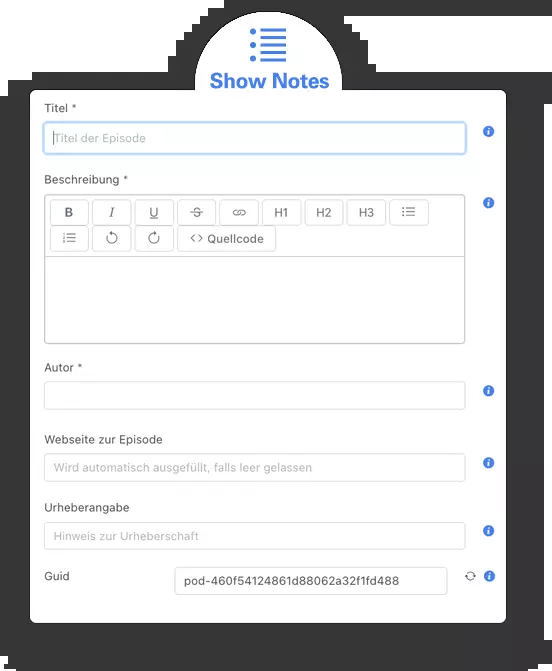 Show Notes
Titel *
Titel der Episode
Beschreibung *
B I U S H1 H2 H3
<> Quellcode
Autor *
Webseite zur Episode
Wird automatisch ausgefüllt, falls leer gelassen
Urheberangabe
Hinweis zur Urheberschaft
Guid pod-460f54124861d88062a32f1fd488